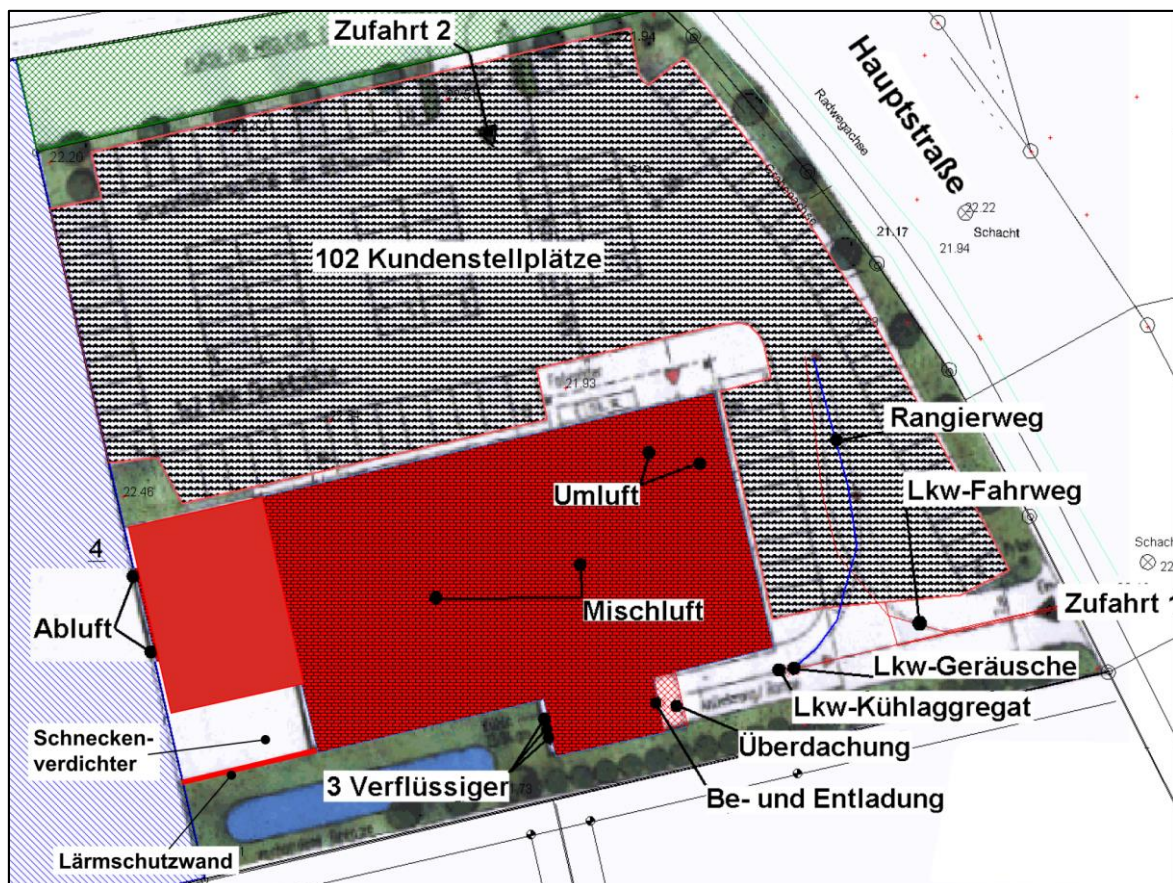 Zufahrt 2
21.94
Hauptstraße
Radwegachse
22.20
22.22
Schacht
21.17
21.94
102 Kundenstellplätze
21.93
Rangierweg
Umluft
Lkw-Fahrweg
22.46
4
Schach
22
Mischluft
Zufahrt 1
Abluft
Lkw-Geräusche
Lkw-Kühlaggregat
Überdachung
Schnecken-
verdichter
3 Verflüssiger
Be- und Entladung
Lärmschutzwand